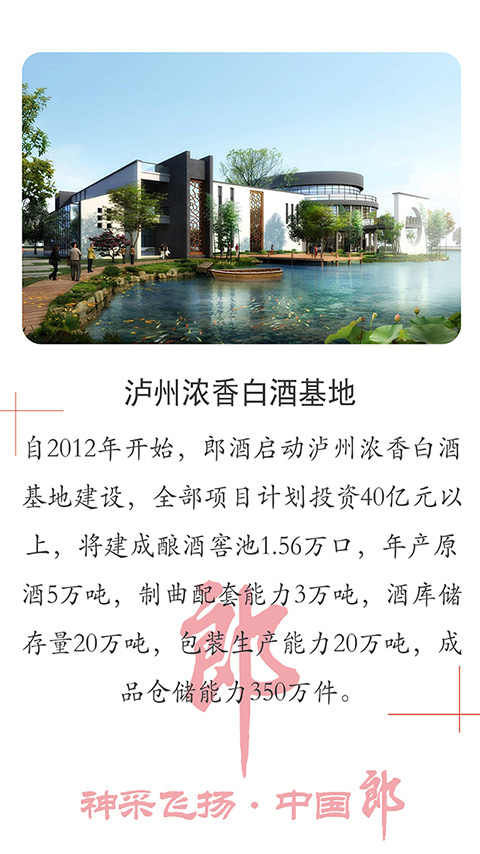 泸州浓香白酒基地
自2012年开始，郎酒启动泸州浓香白酒
基地建设，全部项目计划投资40亿元以
上，将建成酿酒窖池1.56万口，年产原
酒5万吨，制曲配套能力3万吨，酒库储
存量20万吨，包装生产能力20万吨，成
品仓储能力350万件。
郎
神采飞扬·中国郎